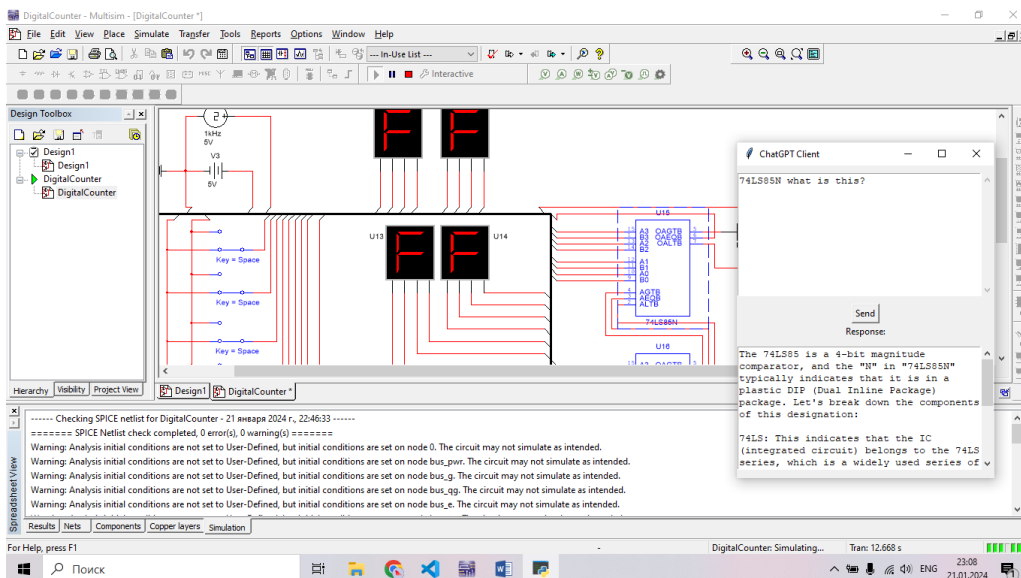 DigitalCounter - Multisim - [DigitalCounter *]
File Edit View Place Simulate Transfer Tools Reports Options Window Help
--- In-Use List ---
Interactive
Design Toolbox
Design1
Design1
DigitalCounter
DigitalCounter
Hierarchy Visibility Project View
1kHz
5V
V3
5V
Key = Space
Key = Space
Key = Space
U13
U14
U15
A3 OAGTB
B3 OAEQB
A2 OALTB
B2
A1
B1
A0
B0
AGTB
AEQB
ALTB
74LS85N
U16
Design1 DigitalCounter *
ChatGPT Client
74LS85N what is this?
Send
Response:
The 74LS85 is a 4-bit magnitude
comparator, and the "N" in "74LS85N"
typically indicates that it is in a
plastic DIP (Dual Inline Package)
package. Let's break down the components
of this designation:
74LS: This indicates that the IC
(integrated circuit) belongs to the 74LS
series, which is a widely used series of
Spreadsheet View
------ Checking SPICE netlist for DigitalCounter - 21 января 2024 г., 22:46:33 ------
======= SPICE Netlist check completed, 0 error(s), 0 warning(s) =======
Warning: Analysis initial conditions are not set to User-Defined, but initial conditions are set on node 0. The circuit may not simulate as intended.
Warning: Analysis initial conditions are not set to User-Defined, but initial conditions are set on node bus_pwr. The circuit may not simulate as intended.
Warning: Analysis initial conditions are not set to User-Defined, but initial conditions are set on node bus_g. The circuit may not simulate as intended.
Warning: Analysis initial conditions are not set to User-Defined, but initial conditions are set on node bus_qg. The circuit may not simulate as intended.
Warning: Analysis initial conditions are not set to User-Defined, but initial conditions are set on node bus_e. The circuit may not simulate as intended.
Results Nets Components Copper layers Simulation
For Help, press F1
-
DigitalCounter: Simulating... Tran: 12.668 s
Поиск
ENG
23:08
21.01.2024